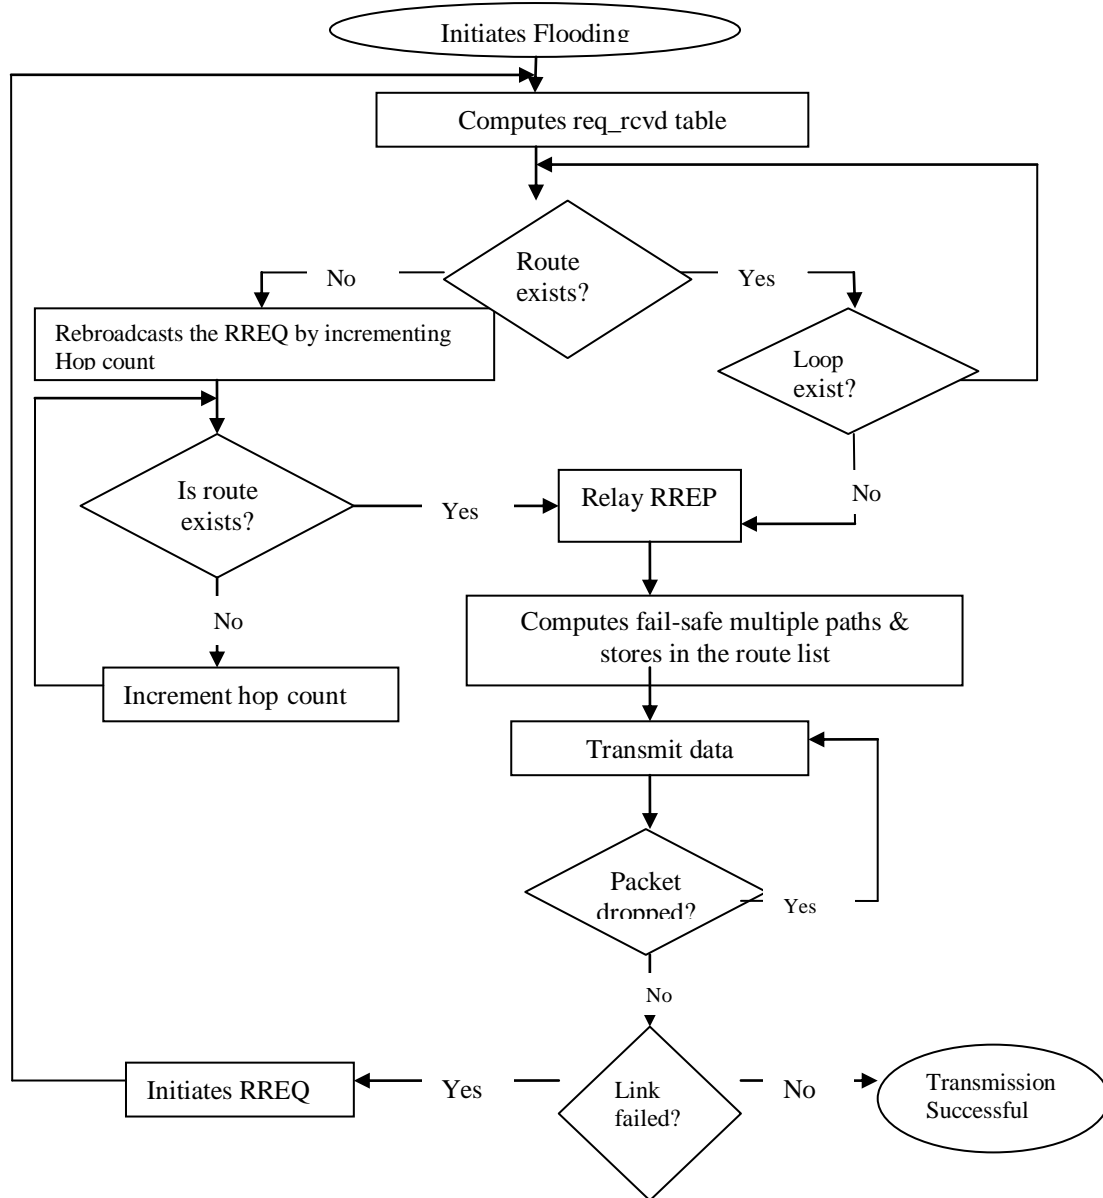 Initiates Flooding
Computes req_rcvd table
Route
exists?
No
Yes
Rebroadcasts the RREQ by incrementing
Hop count
Loop
exist?
Is route
exists?
Yes
Relay RREP
No
No
Computes fail-safe multiple paths &
stores in the route list
Increment hop count
Transmit data
Packet
dropped?
Yes
No
Initiates RREQ
Yes
Link
failed?
No
Transmission
Successful